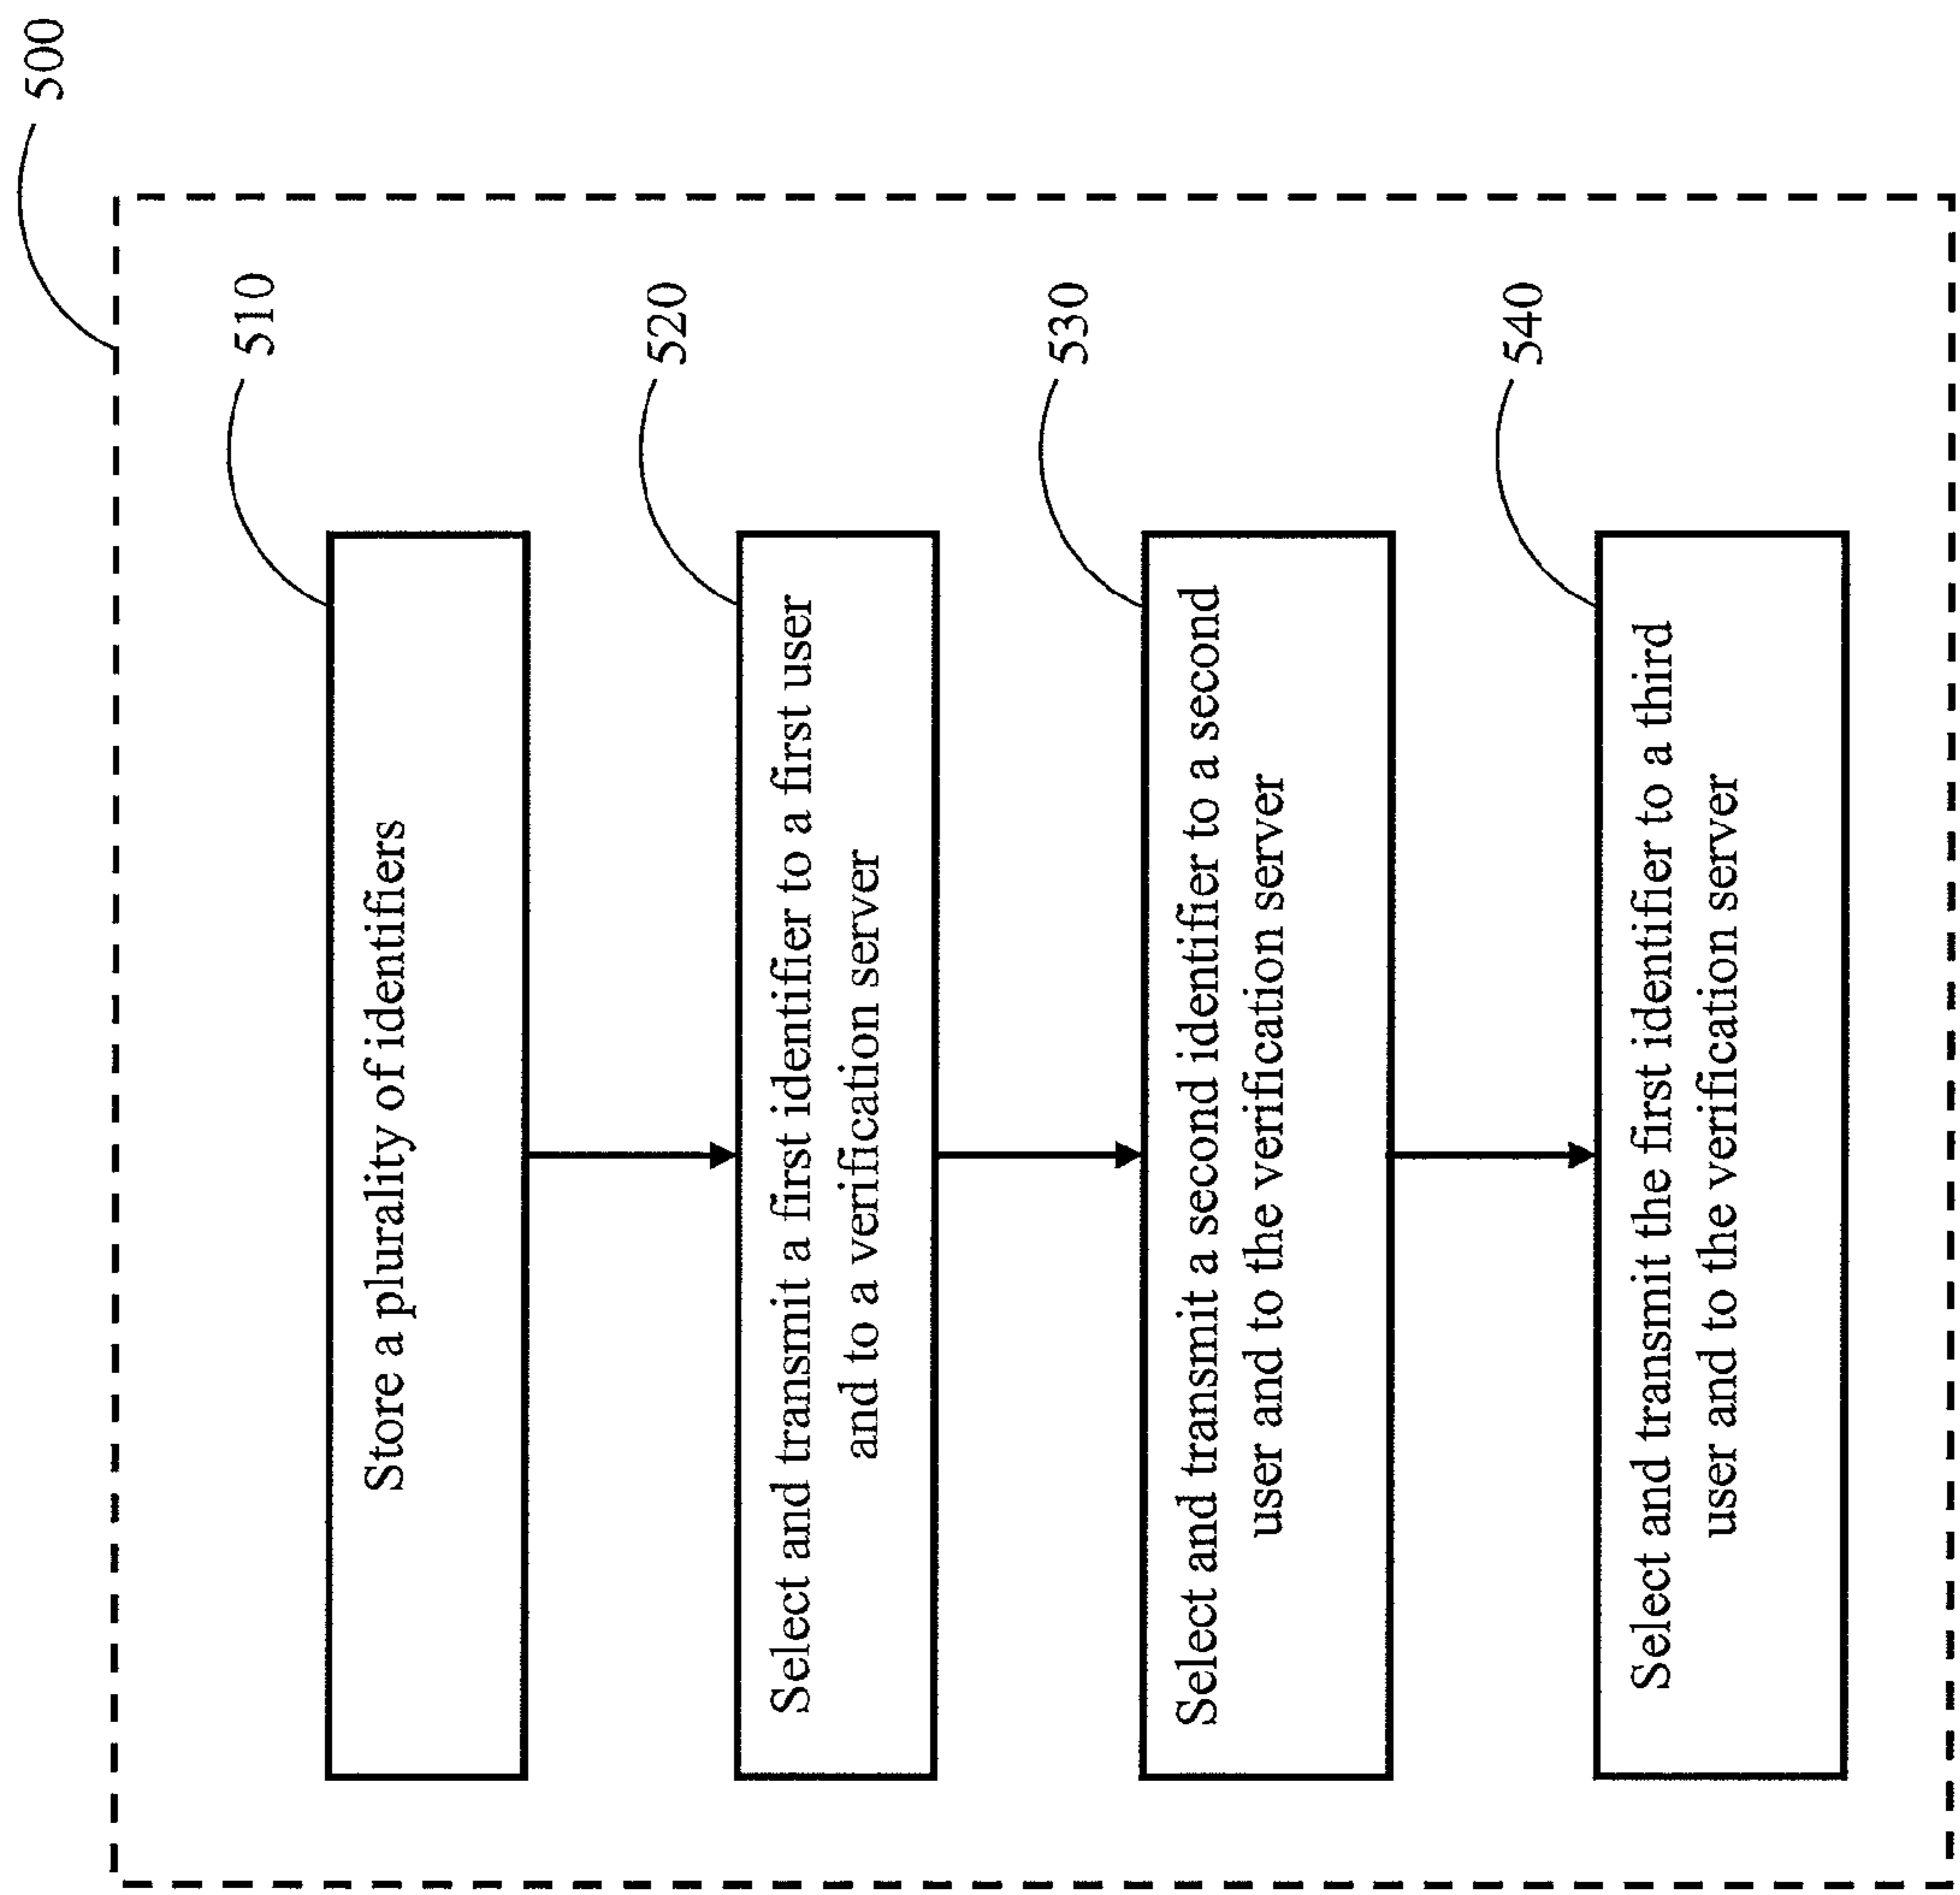 500
510
Store a plurality of identifiers
520
Select and transmit a first identifier to a first user
and to a verification server
530
Select and transmit a second identifier to a second
user and to the verification server
540
Select and transmit the first identifier to a third
user and to the verification server